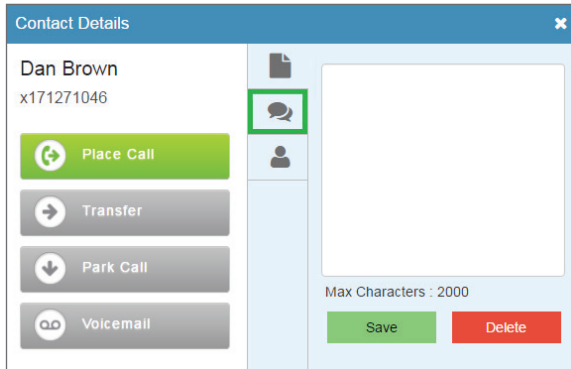 Contact Details
Dan Brown
x171271046
Place Call
Transfer
Park Call
Voicemail
Max Characters : 2000
Save
Delete